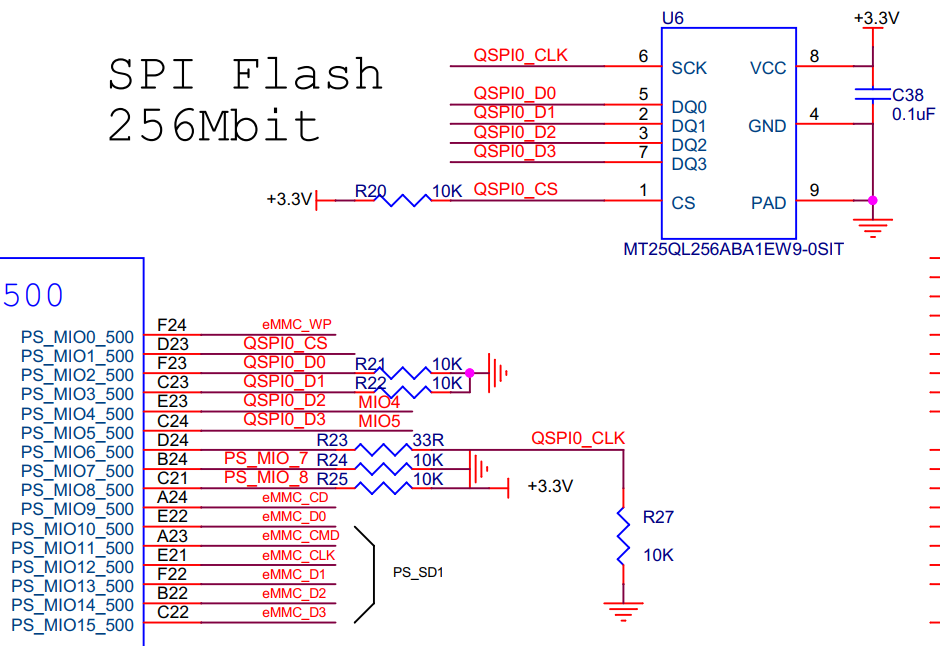 SPI Flash
256Mbit
U6
+3.3V
QSPI0_CLK 6 SCK VCC 8
QSPI0_D0 5 DQ0
C38
0.1uF
QSPI0_D1 2 DQ1 GND 4
QSPI0_D2 3 DQ2
QSPI0_D3 7 DQ3
+3.3V R20 10K QSPI0_CS 1 CS PAD 9
MT25QL256ABA1EW9-0SIT
500
PS_MIO0_500 F24 eMMC_WP
PS_MIO1_500 D23 QSPI0_CS
PS_MIO2_500 F23 QSPI0_D0 R21 10K
PS_MIO3_500 C23 QSPI0_D1 R22 10K
PS_MIO4_500 E23 QSPI0_D2 MIO4
PS_MIO5_500 C24 QSPI0_D3 MIO5
PS_MIO6_500 D24 R23 33R QSPI0_CLK
PS_MIO7_500 B24 PS_MIO_7 R24 10K
PS_MIO8_500 C21 PS_MIO_8 R25 10K +3.3V
PS_MIO9_500 A24 eMMC_CD
PS_MIO10_500 E22 eMMC_D0
PS_MIO11_500 A23 eMMC_CMD
PS_MIO12_500 E21 eMMC_CLK
PS_MIO13_500 F22 eMMC_D1
PS_MIO14_500 B22 eMMC_D2
PS_MIO15_500 C22 eMMC_D3
PS_SD1
R27
10K